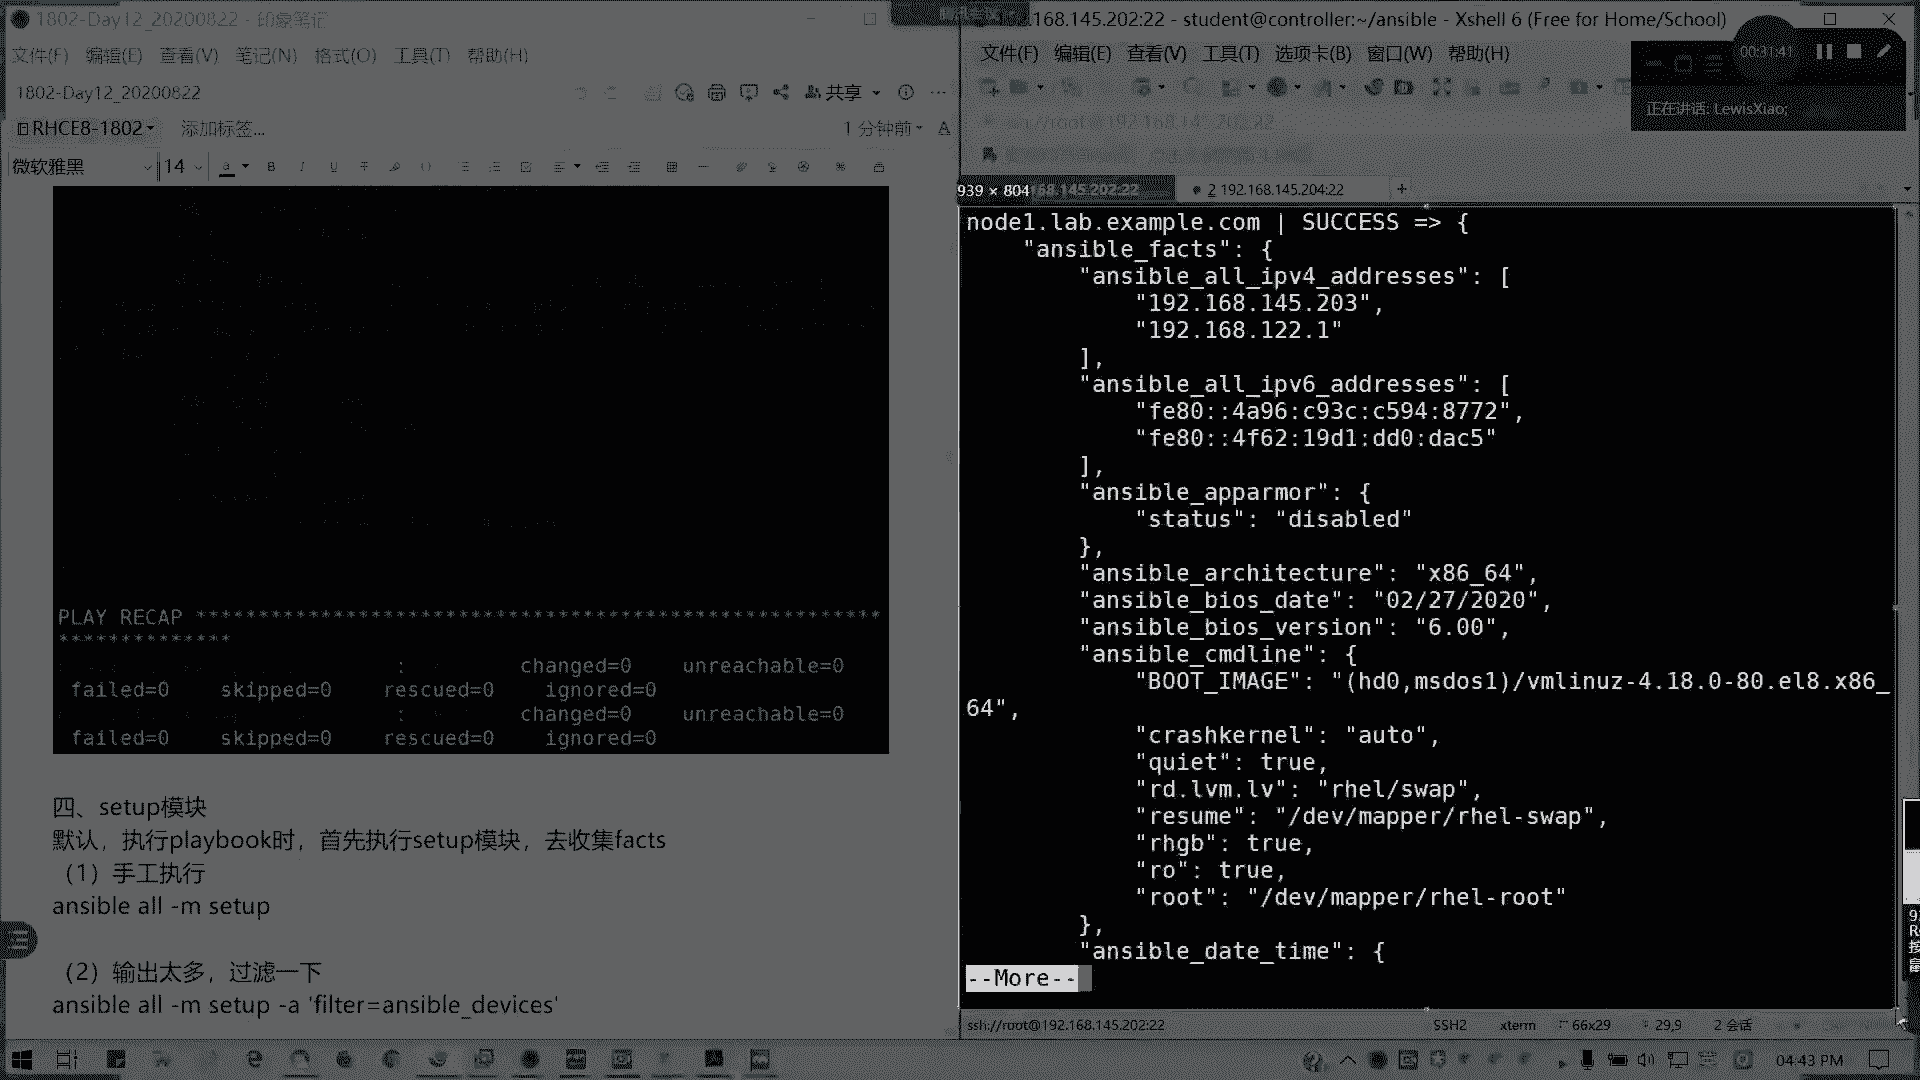 1802-Day12_20200822 - 印象笔记
文件(F) 编辑(E) 查看(V) 笔记(N) 格式(O) 工具(T) 帮助(H)
1802-Day12_20200822
共享
RHCE8-1802
添加标签...
1 分钟前
微软雅黑
14
PLAY RECAP *******************************************************
**************
: changed=0 unreachable=0
failed=0 skipped=0 rescued=0 ignored=0
: changed=0 unreachable=0
failed=0 skipped=0 rescued=0 ignored=0
四、setup模块
默认，执行playbook时，首先执行setup模块，去收集facts
（1）手工执行
ansible all -m setup
（2）输出太多，过滤一下
ansible all -m setup -a 'filter=ansible_devices'
168.145.202:22 - student@controller:~/ansible - Xshell 6 (Free for Home/School)
文件(F) 编辑(E) 查看(V) 工具(T) 选项卡(B) 窗口(W) 帮助(H)
00:31:41
正在讲话: LewisXiao;
939 × 804
68.145.202:22
2 192.168.145.204:22
node1.lab.example.com | SUCCESS => {
"ansible_facts": {
"ansible_all_ipv4_addresses": [
"192.168.145.203",
"192.168.122.1"
],
"ansible_all_ipv6_addresses": [
"fe80::4a96:c93c:c594:8772",
"fe80::4f62:19d1:dd0:dac5"
],
"ansible_apparmor": {
"status": "disabled"
},
"ansible_architecture": "x86_64",
"ansible_bios_date": "02/27/2020",
"ansible_bios_version": "6.00",
"ansible_cmdline": {
"BOOT_IMAGE": "(hd0,msdos1)/vmlinuz-4.18.0-80.el8.x86_
64",
"crashkernel": "auto",
"quiet": true,
"rd.lvm.lv": "rhel/swap",
"resume": "/dev/mapper/rhel-swap",
"rhgb": true,
"ro": true,
"root": "/dev/mapper/rhel-root"
},
"ansible_date_time": {
--More--
ssh://root@192.168.145.202:22
SSH2
xterm
66x29
29,9
2 会话
04:43 PM